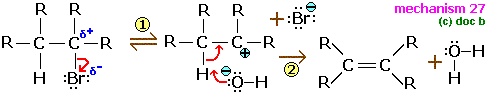 mechanism 27
(c) doc b
R R ① R R + :Br:⊖
R C C δ+ R ⇌ R C C R → R R C = C R R + :O H
H :Br: δ- H ⊕ ⊖ :O H ② H